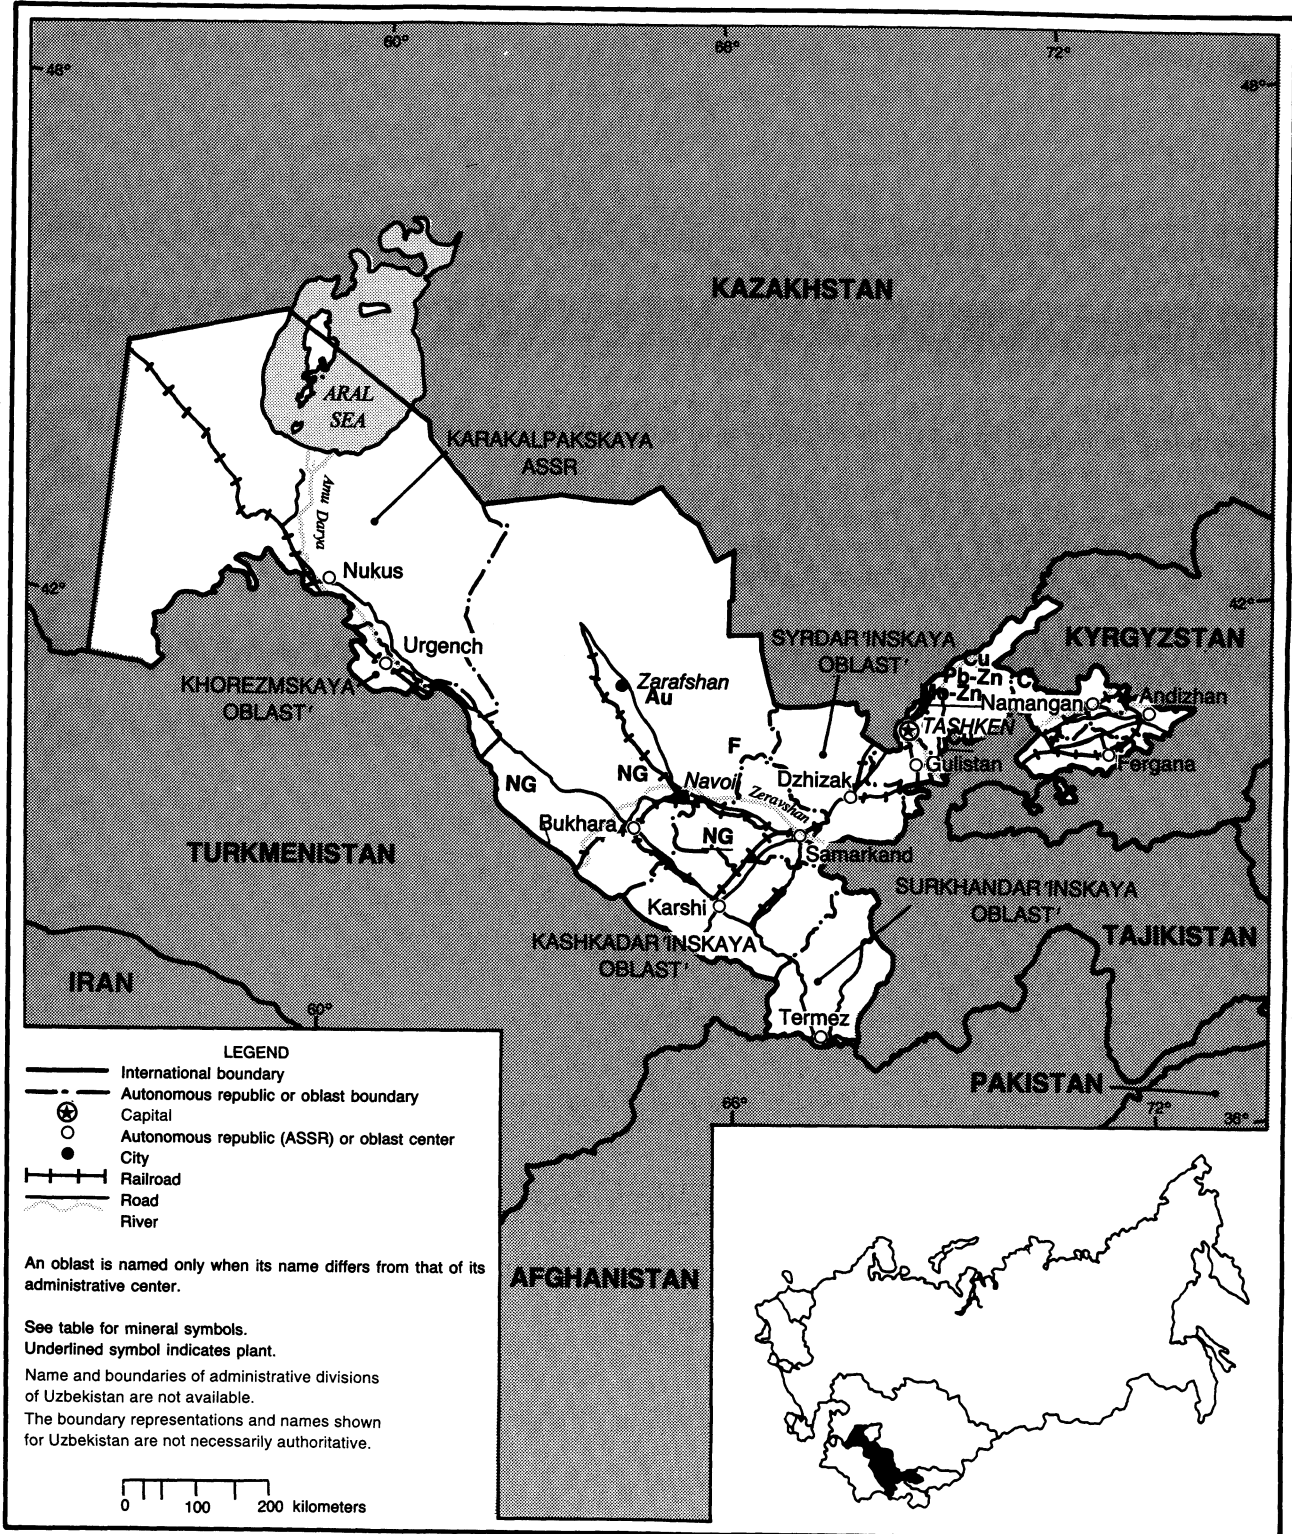 60°
68°
72°
48°
48°
KAZAKHSTAN
ARAL
SEA
KARAKALPAKSKAYA
ASSR
Amu Darya
Nukus
42°
42°
Urgench
SYRDAR'INSKAYA
OBLAST'
KYRGYZSTAN
KHOREZMSKAYA
OBLAST'
Zarafshan
Au
Cu
Pb-Zn
C
Mo-Zn
Namangan
Andizhan
TASHKEN
F
NG
NG
Navoi
Dzhizak
Gulistan
Fergana
Zeravshan
Bukhara
NG
Samarkand
TURKMENISTAN
Karshi
SURKHANDAR'INSKAYA
OBLAST'
KASHKADAR'INSKAYA
OBLAST'
TAJIKISTAN
IRAN
60°
Termez
PAKISTAN
66°
72°
36°
LEGEND
International boundary
Autonomous republic or oblast boundary
Capital
Autonomous republic (ASSR) or oblast center
City
Railroad
Road
River
An oblast is named only when its name differs from that of its
administrative center.
AFGHANISTAN
See table for mineral symbols.
Underlined symbol indicates plant.
Name and boundaries of administrative divisions
of Uzbekistan are not available.
The boundary representations and names shown
for Uzbekistan are not necessarily authoritative.
0 100 200 kilometers